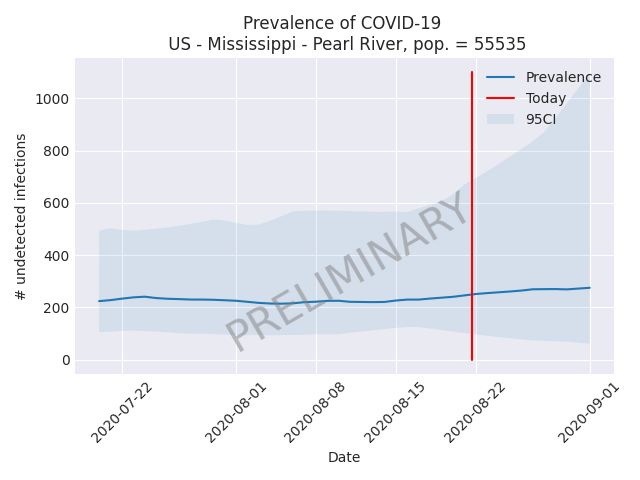 Prevalence of COVID-19
US - Mississippi - Pearl River, pop. = 55535
Prevalence
Today
95CI
1000
800
600
400
200
0
# undetected infections
PRELIMINARY
2020-07-22
2020-08-01
2020-08-08
2020-08-15
2020-08-22
2020-09-01
Date